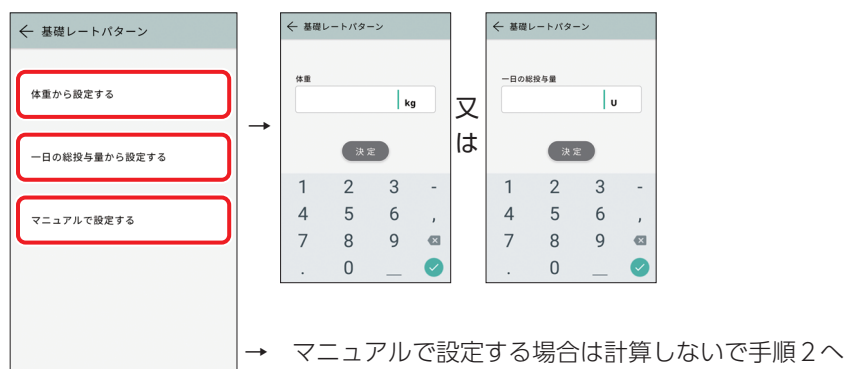 ← 基礎レートパターン
体重から設定する
一日の総投与量から設定する
マニュアルで設定する
→
← 基礎レートパターン
体重
kg
決定
1 2 3 -
4 5 6 ,
7 8 9
. 0 _
又は
← 基礎レートパターン
一日の総投与量
U
決定
1 2 3 -
4 5 6 ,
7 8 9
. 0 _
→ マニュアルで設定する場合は計算しないで手順２へ